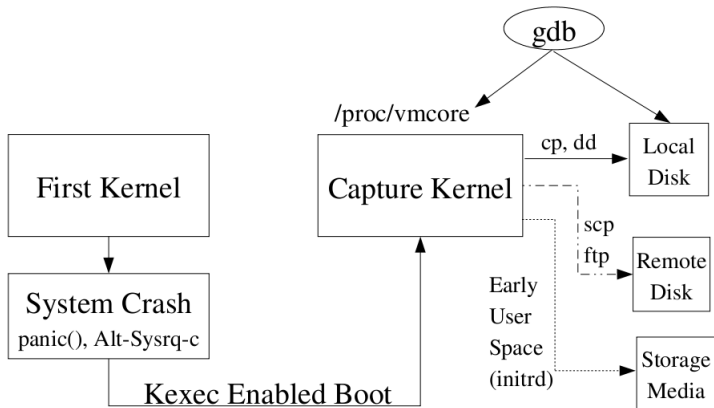 gdb
/proc/vmcore
First Kernel
Capture Kernel
cp, dd
Local
Disk
scp
ftp
Remote
Disk
System Crash
panic(), Alt-Sysrq-c
Early
User
Space
(initrd)
Storage
Media
Kexec Enabled Boot